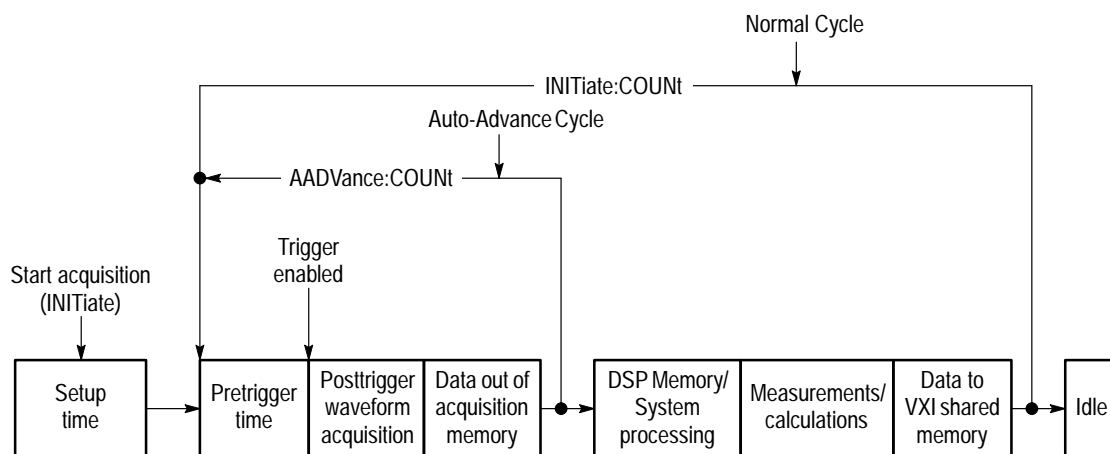 Normal Cycle
INITiate:COUNt
Auto-Advance Cycle
AADVance:COUNt
Trigger
enabled
Start acquisition
(INITiate)
Setup
time
Pretrigger
time
Posttrigger
waveform
acquisition
Data out of
acquisition
memory
DSP Memory/
System
processing
Measurements/
calculations
Data to
VXI shared
memory
Idle